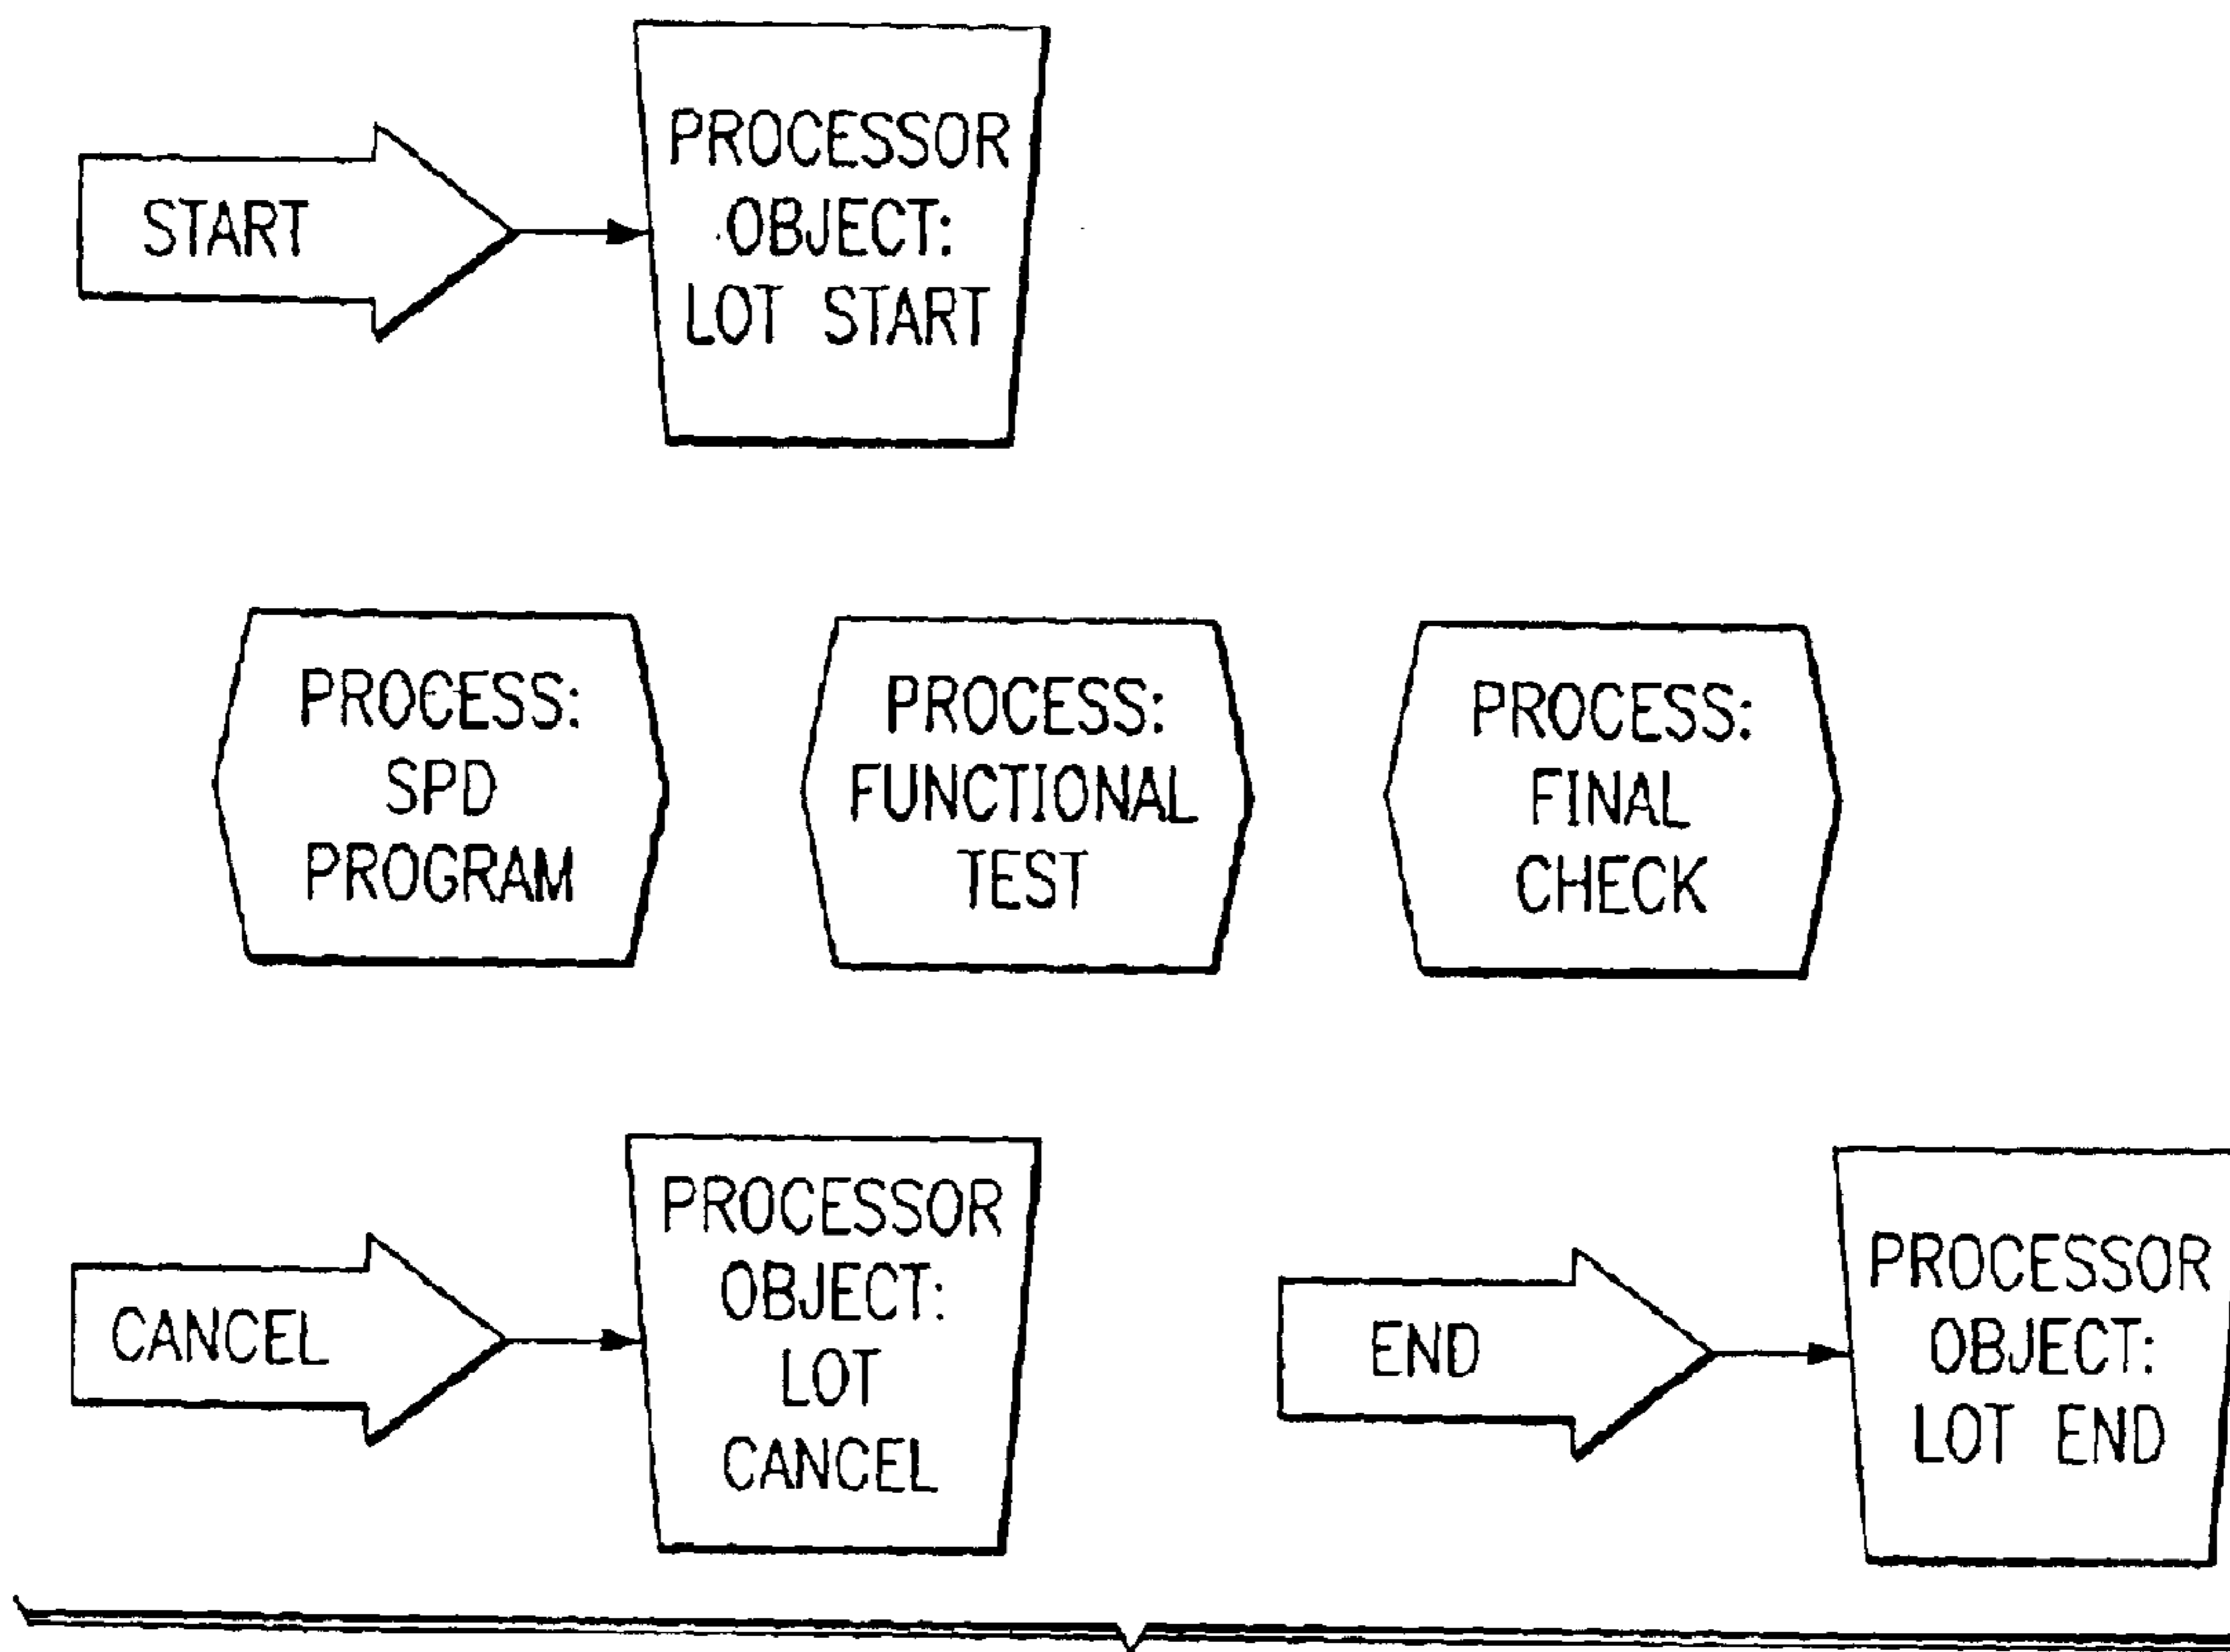 START
PROCESSOR
OBJECT:
LOT START
PROCESS:
SPD
PROGRAM
PROCESS:
FUNCTIONAL
TEST
PROCESS:
FINAL
CHECK
CANCEL
PROCESSOR
OBJECT:
LOT
CANCEL
END
PROCESSOR
OBJECT:
LOT END